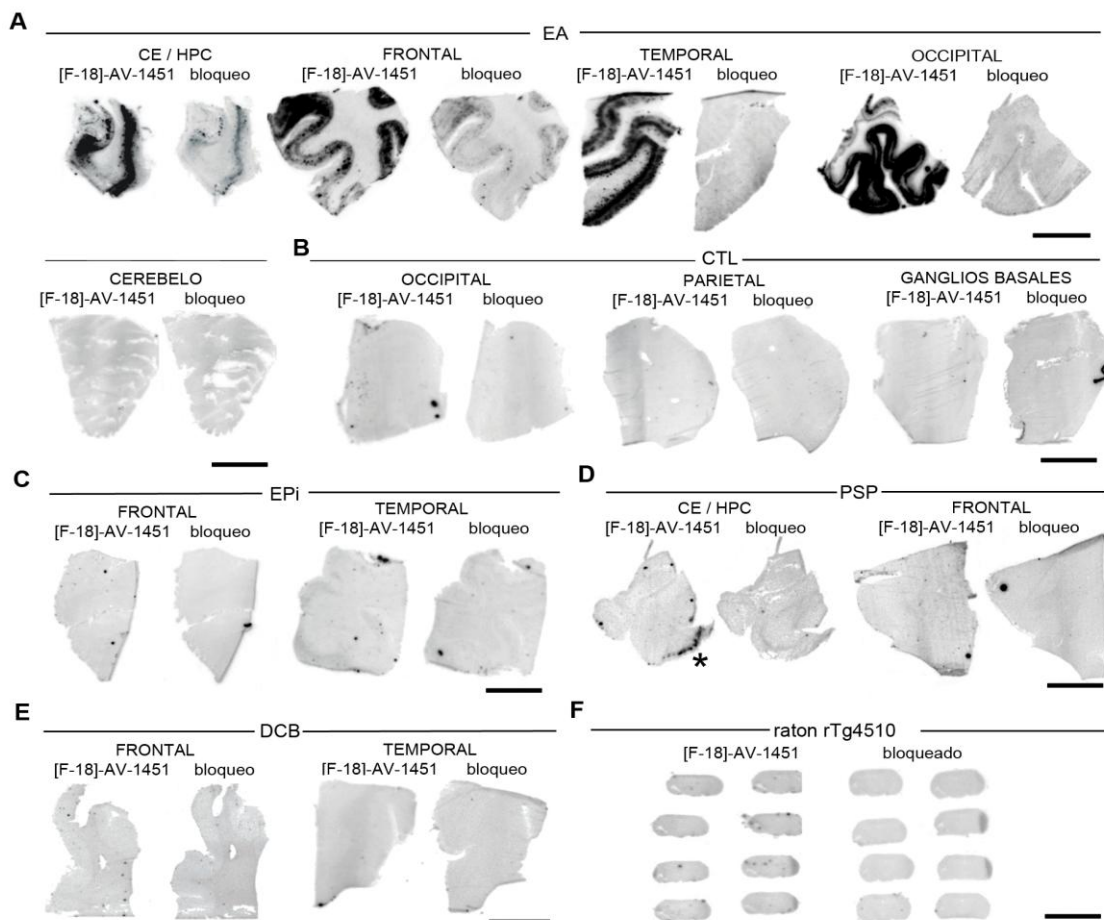 A
EA
CE / HPC FRONTAL TEMPORAL OCCIPITAL
[F-18]-AV-1451 bloqueo [F-18]-AV-1451 bloqueo [F-18]-AV-1451 bloqueo [F-18]-AV-1451 bloqueo
B
CTL
CEREBELO OCCIPITAL PARIETAL GANGLIOS BASALES
[F-18]-AV-1451 bloqueo [F-18]-AV-1451 bloqueo [F-18]-AV-1451 bloqueo [F-18]-AV-1451 bloqueo
C D
EPi PSP
FRONTAL TEMPORAL CE / HPC FRONTAL
[F-18]-AV-1451 bloqueo [F-18]-AV-1451 bloqueo [F-18]-AV-1451 bloqueo [F-18]-AV-1451 bloqueo
*
E F
DCB raton rTg4510
FRONTAL TEMPORAL [F-18]-AV-1451 bloqueado
[F-18]-AV-1451 bloqueo [F-18]-AV-1451 bloqueo